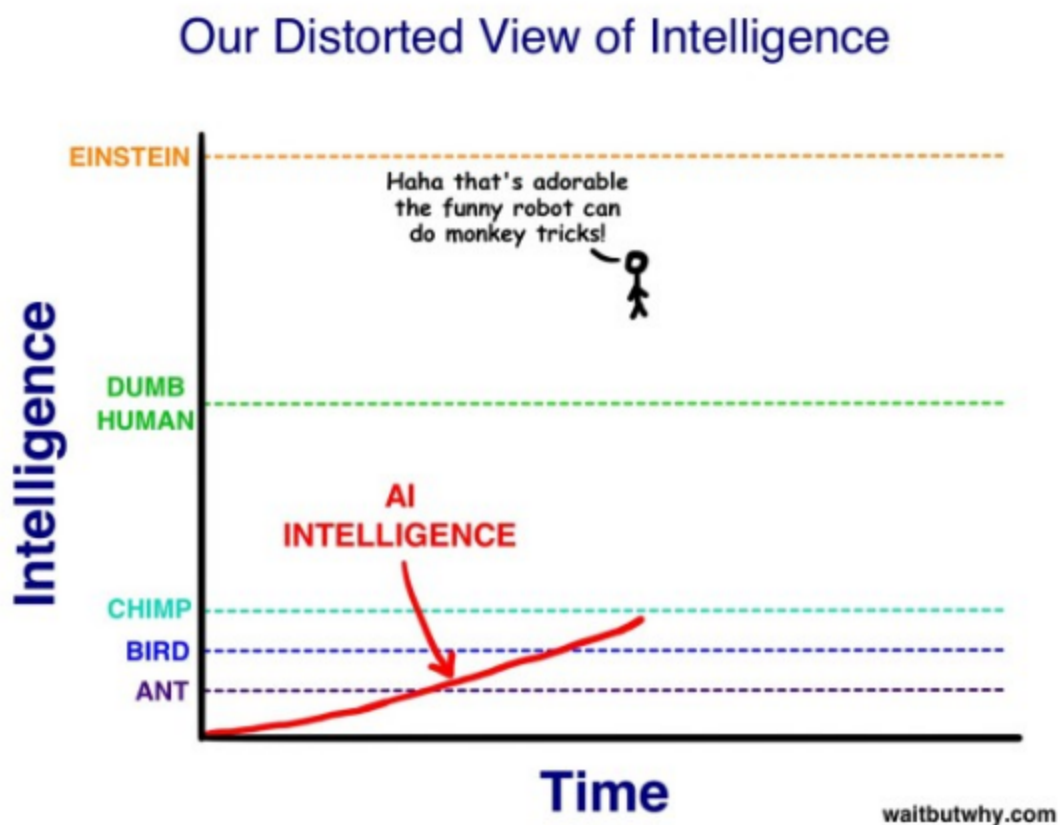 Our Distorted View of Intelligence
EINSTEIN
Haha that's adorable
the funny robot can
do monkey tricks!
DUMB
HUMAN
Intelligence
AI
INTELLIGENCE
CHIMP
BIRD
ANT
Time
waitbutwhy.com